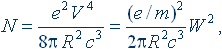 N = \frac{e^2 V^4}{8\pi R^2 c^3} = \frac{(e/m)^2}{2\pi R^2 c^3} W^2,